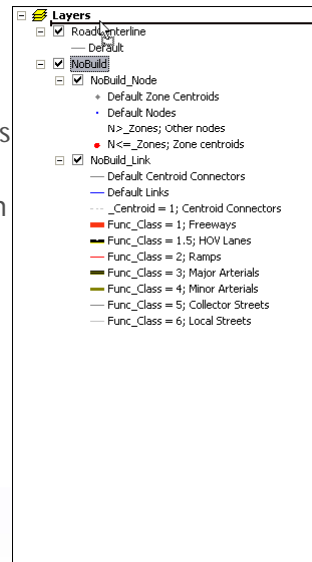 Layers
RoadCenterline
Default
NoBuild
NoBuild_Node
Default Zone Centroids
Default Nodes
N>_Zones; Other nodes
N<=_Zones; Zone centroids
NoBuild_Link
Default Centroid Connectors
Default Links
_Centroid = 1; Centroid Connectors
Func_Class = 1; Freeways
Func_Class = 1.5; HOV Lanes
Func_Class = 2; Ramps
Func_Class = 3; Major Arterials
Func_Class = 4; Minor Arterials
Func_Class = 5; Collector Streets
Func_Class = 6; Local Streets